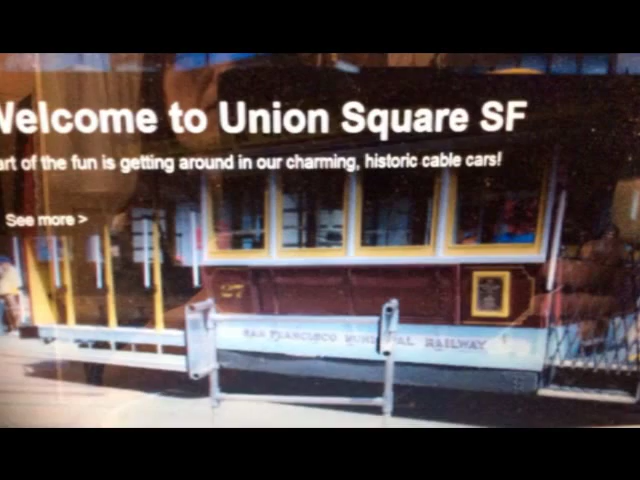 Welcome to Union Square SF
art of the fun is getting around in our charming, historic cable cars!
See more >
SAN FRANCISCO MUNICIPAL RAILWAY